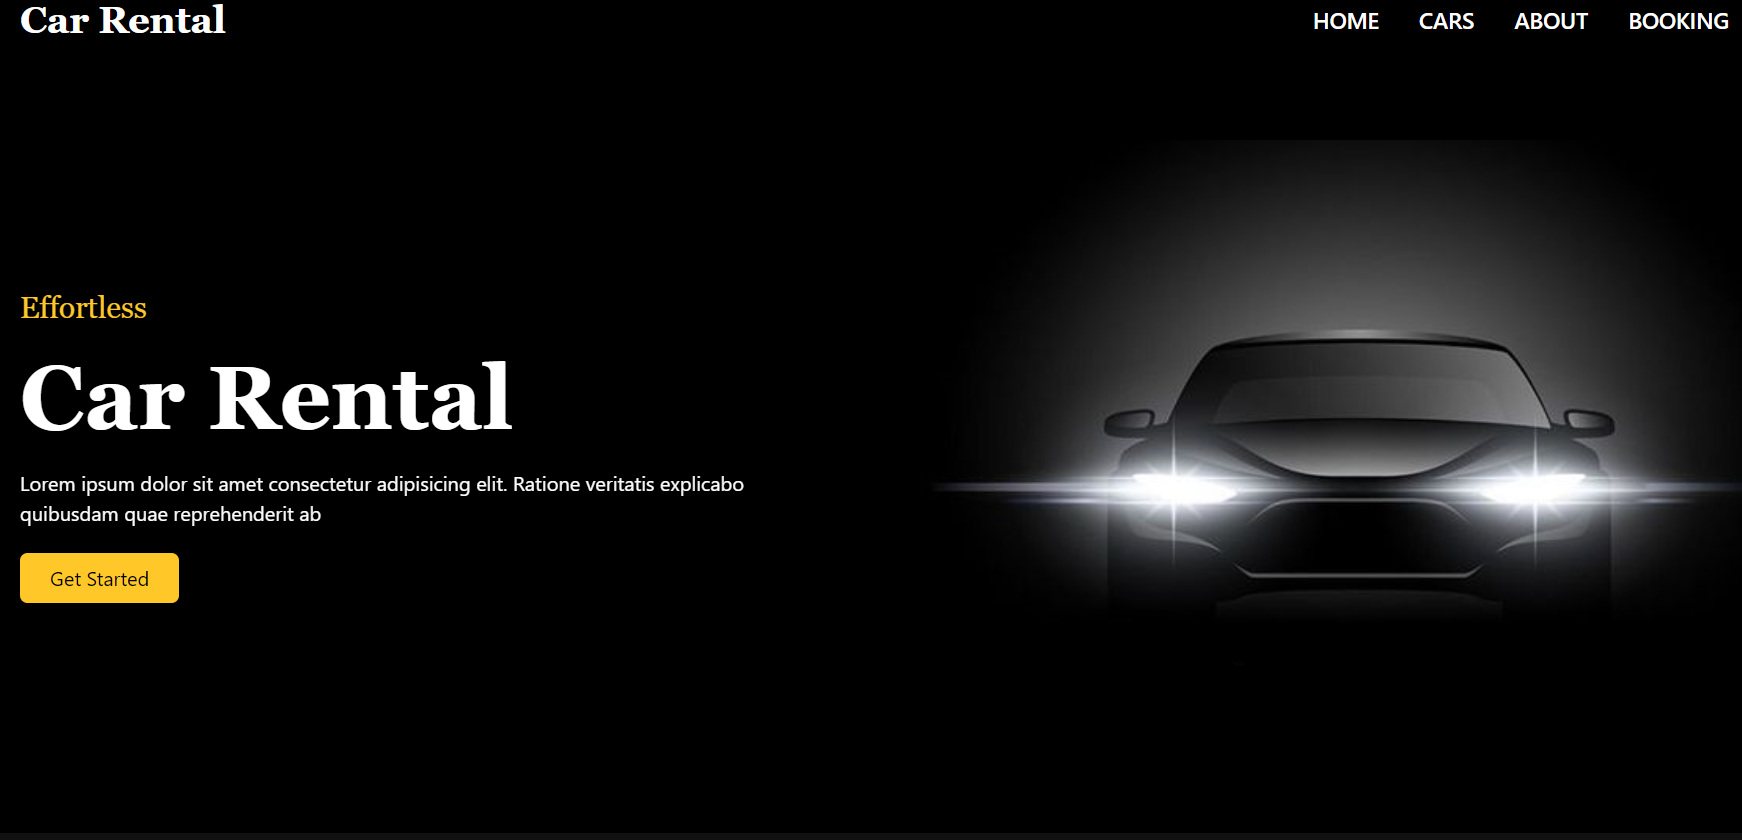 Car Rental
HOME CARS ABOUT BOOKING
Effortless
Car Rental
Lorem ipsum dolor sit amet consectetur adipisicing elit. Ratione veritatis explicabo
quibusdam quae reprehenderit ab
Get Started